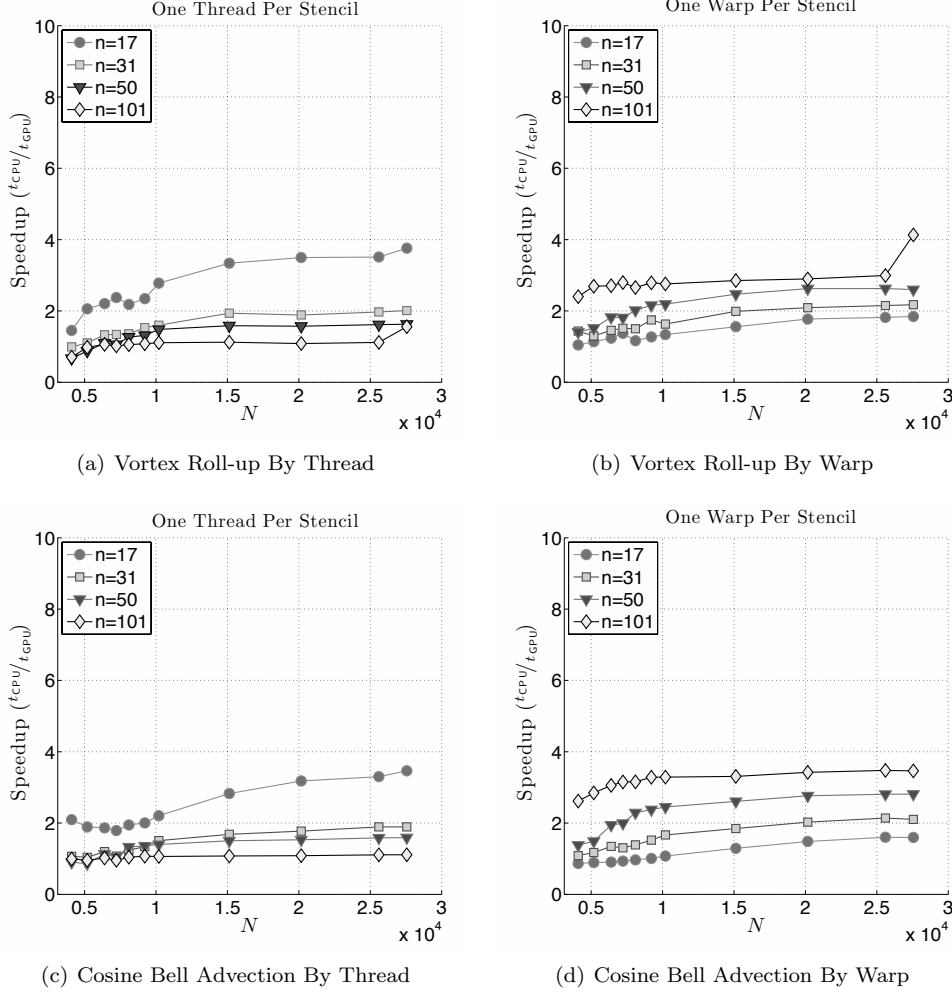 One Thread Per Stencil
10
8
6
4
2
0
Speedup (tCPU/tGPU)
n=17
n=31
n=50
n=101
0.5 1 1.5 2 2.5 3
N
x 10^4
(a) Vortex Roll-up By Thread
One Warp Per Stencil
10
8
6
4
2
0
Speedup (tCPU/tGPU)
n=17
n=31
n=50
n=101
0.5 1 1.5 2 2.5 3
N
x 10^4
(b) Vortex Roll-up By Warp
One Thread Per Stencil
10
8
6
4
2
0
Speedup (tCPU/tGPU)
n=17
n=31
n=50
n=101
0.5 1 1.5 2 2.5 3
N
x 10^4
(c) Cosine Bell Advection By Thread
One Warp Per Stencil
10
8
6
4
2
0
Speedup (tCPU/tGPU)
n=17
n=31
n=50
n=101
0.5 1 1.5 2 2.5 3
N
x 10^4
(d) Cosine Bell Advection By Warp